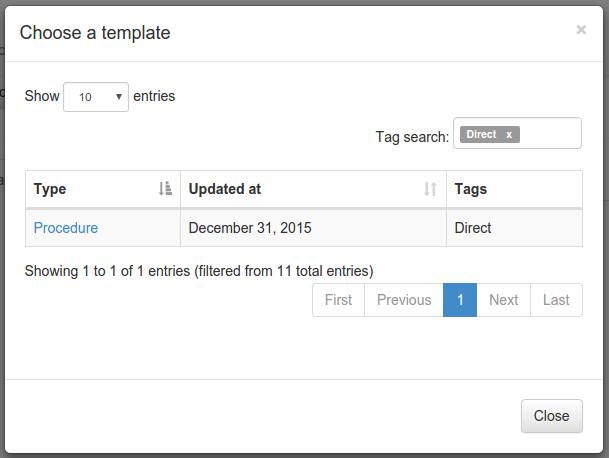 Choose a template ×
Show 10 entries
Tag search: Direct x
Type Updated at Tags
Procedure December 31, 2015 Direct
Showing 1 to 1 of 1 entries (filtered from 11 total entries)
First Previous 1 Next Last
Close